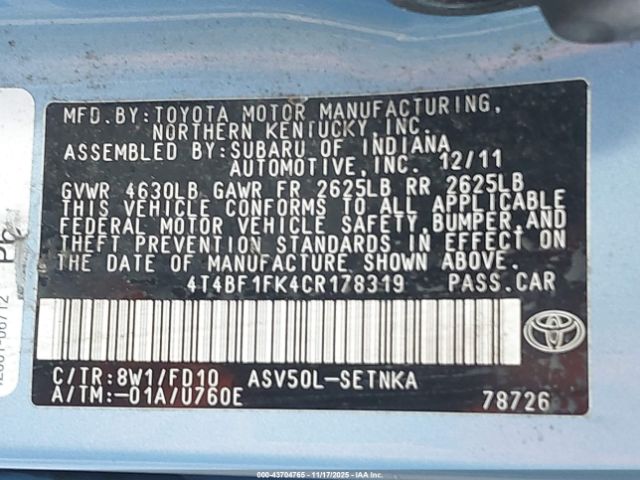 MFD.BY:TOYOTA MOTOR MANUFACTURING,
NORTHERN KENTUCKY,INC.
ASSEMBLED BY:SUBARU OF INDIANA
AUTOMOTIVE,INC. 12/11
GVWR 4630LB GAWR FR 2625LB RR 2625LB
THIS VEHICLE CONFORMS TO ALL APPLICABLE
FEDERAL MOTOR VEHICLE SAFETY,BUMPER,AND
THEFT PREVENTION STANDARDS IN EFFECT ON
THE DATE OF MANUFACTURE SHOWN ABOVE.
4T4BF1FK4CR178319 PASS.CAR
C/TR:8W1/FD10 ASV50L-SETNKA
A/TM:-01A/U760E 78726
000-43704765 - 11/17/2025 - IAAI.COM